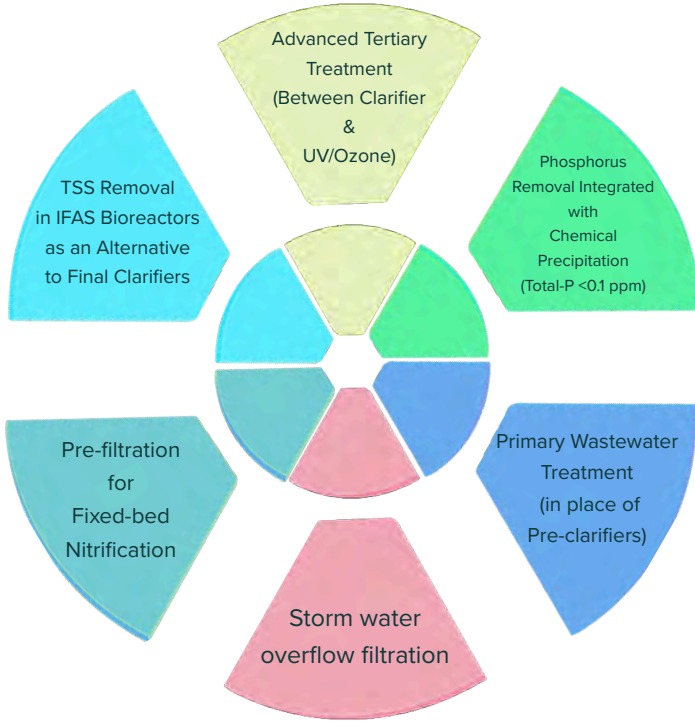 Advanced Tertiary
Treatment
(Between Clarifier
&
UV/Ozone)
Phosphorus
Removal Integrated
with
Chemical
Precipitation
(Total-P <0.1 ppm)
Primary Wastewater
Treatment
(in place of
Pre-clarifiers)
Storm water
overflow filtration
Pre-filtration
for
Fixed-bed
Nitrification
TSS Removal
in IFAS Bioreactors
as an Alternative
to Final Clarifiers